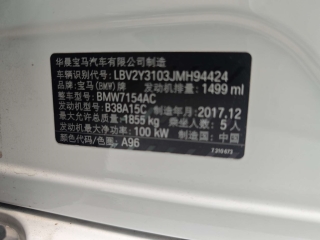 华晨宝马汽车有限公司制造
车辆识别代号 LBV2Y3103JMH94424
品牌：宝马(BMW)牌 发动机排量：1499 ml
整车型号：BMW7154AC
发动机型号：B38A15C 制造年月：2017.12
最大允许总质量：1855 kg 乘坐人数：5 人
发动机最大净功率：100 kW 制造国：中国
颜色代码/色画：A96